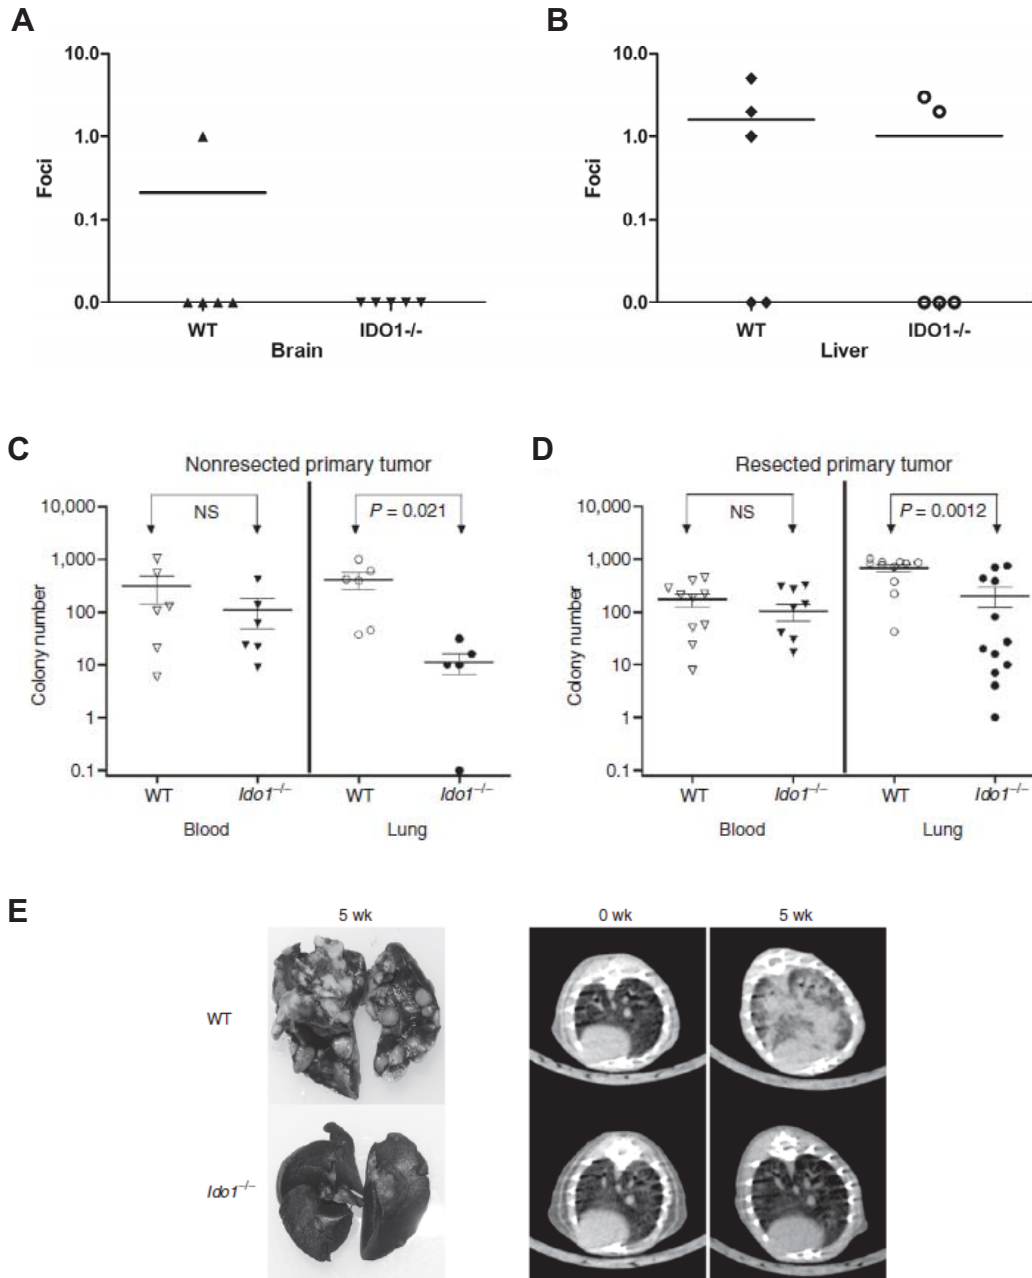 A
10.0
1.0
0.1
0.0
Foci
WT
IDO1-/-
Brain
B
10.0
1.0
0.1
0.0
Foci
WT
IDO1-/-
Liver
C
Nonresected primary tumor
10,000
1,000
100
10
1
0.1
Colony number
NS
P = 0.021
WT
Ido1–/–
WT
Ido1–/–
Blood
Lung
D
Resected primary tumor
10,000
1,000
100
10
1
0.1
Colony number
NS
P = 0.0012
WT
Ido1–/–
WT
Ido1–/–
Blood
Lung
E
5 wk
0 wk
5 wk
WT
Ido1–/–